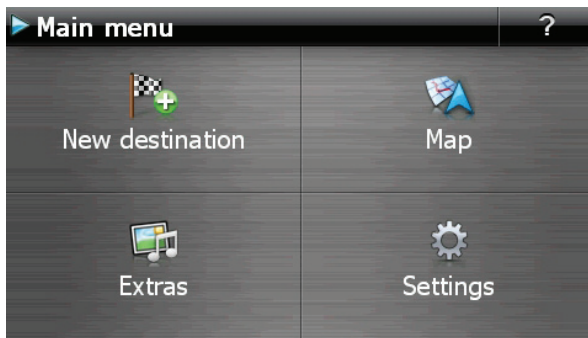 Main menu ?
New destination
Map
Extras
Settings